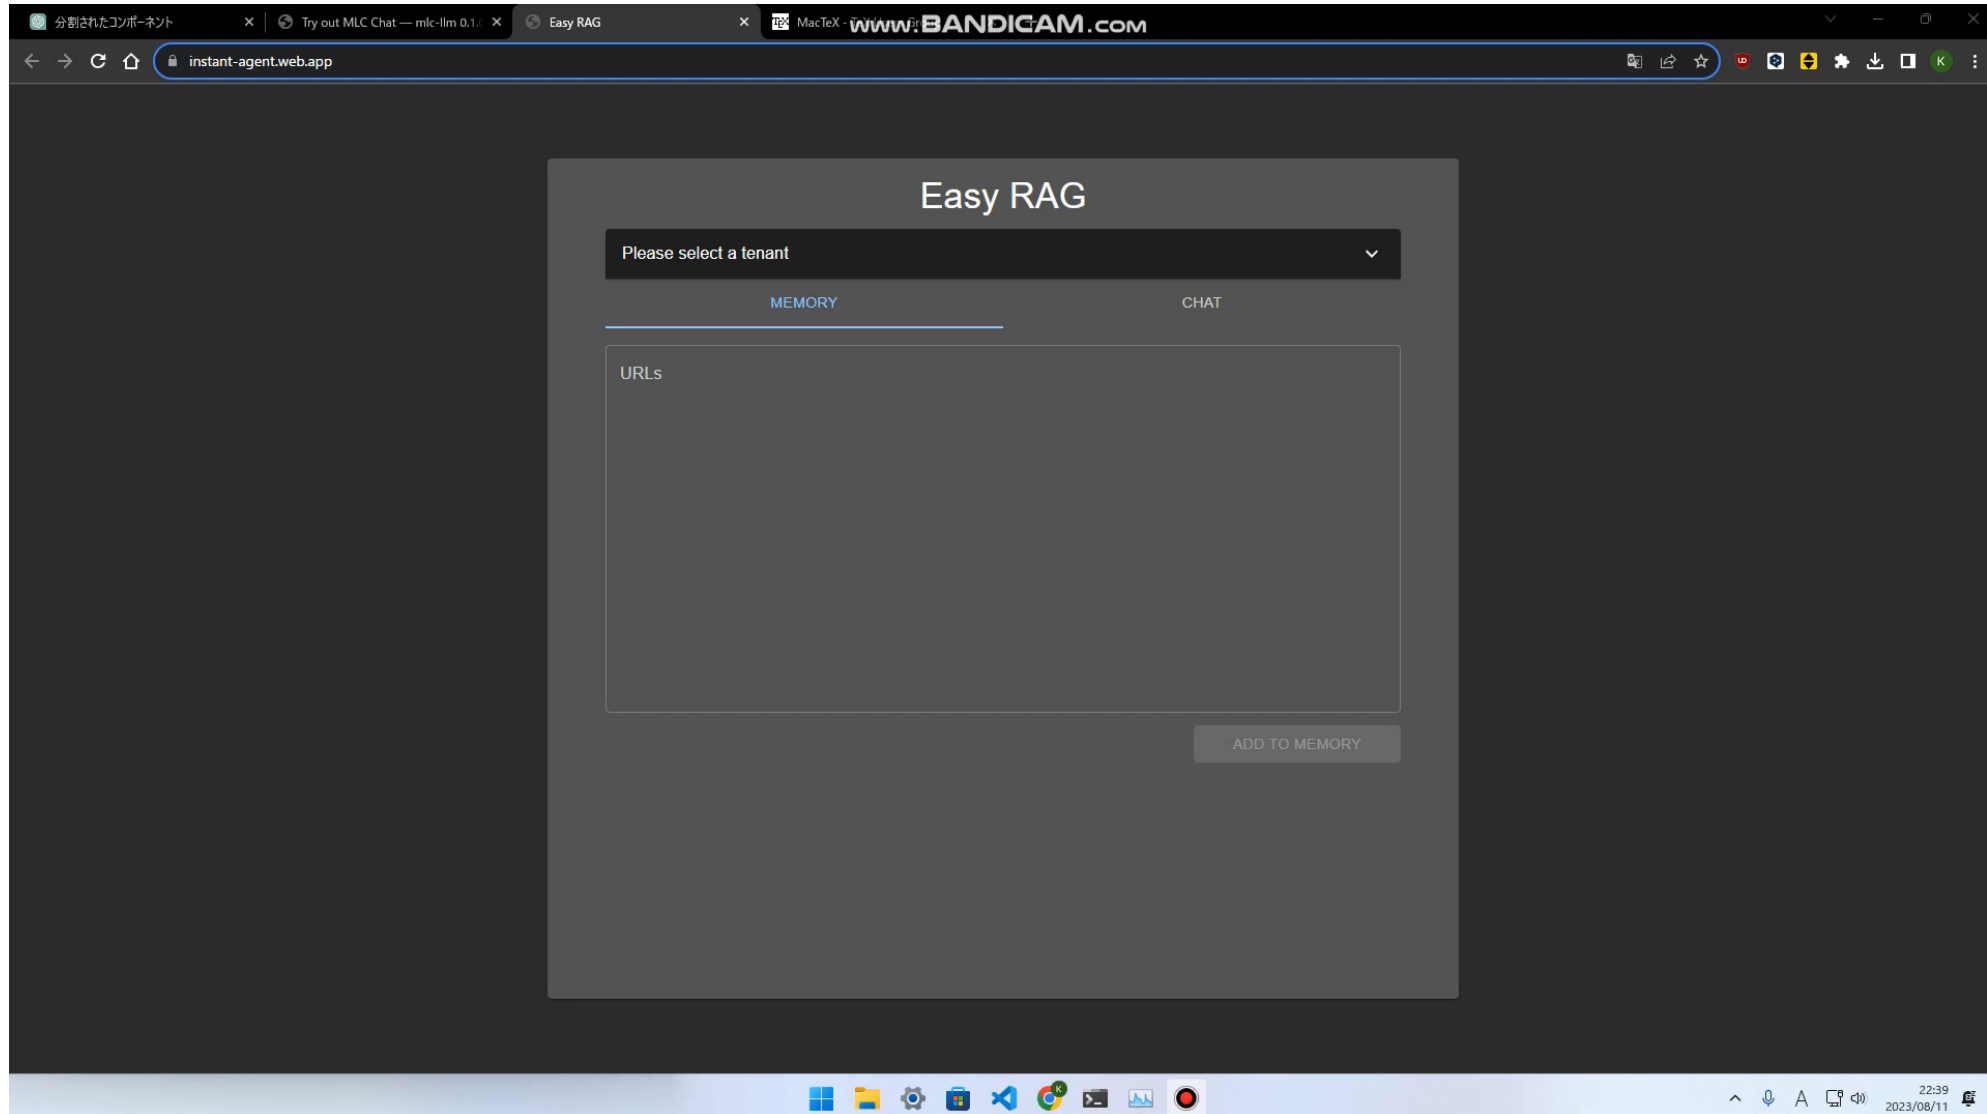 分割されたコンポーネント
Try out MLC Chat — mlc-llm 0.1.0
Easy RAG
MacTeX -
www.BANDICAM.com
instant-agent.web.app
K
Easy RAG
Please select a tenant
MEMORY
CHAT
URLs
ADD TO MEMORY
K
A
22:39
2023/08/11